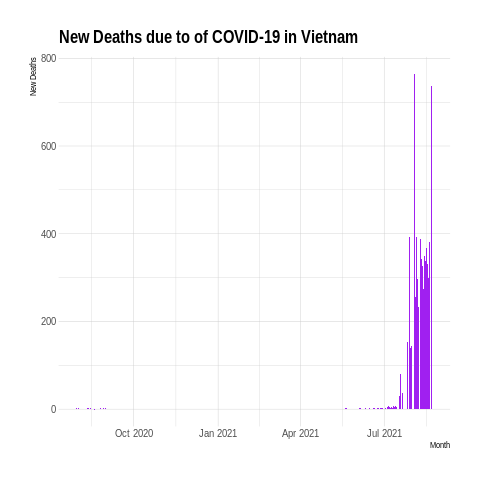 New Deaths due to of COVID-19 in Vietnam
New Deaths
800
600
400
200
0
Oct 2020 Jan 2021 Apr 2021 Jul 2021
Month